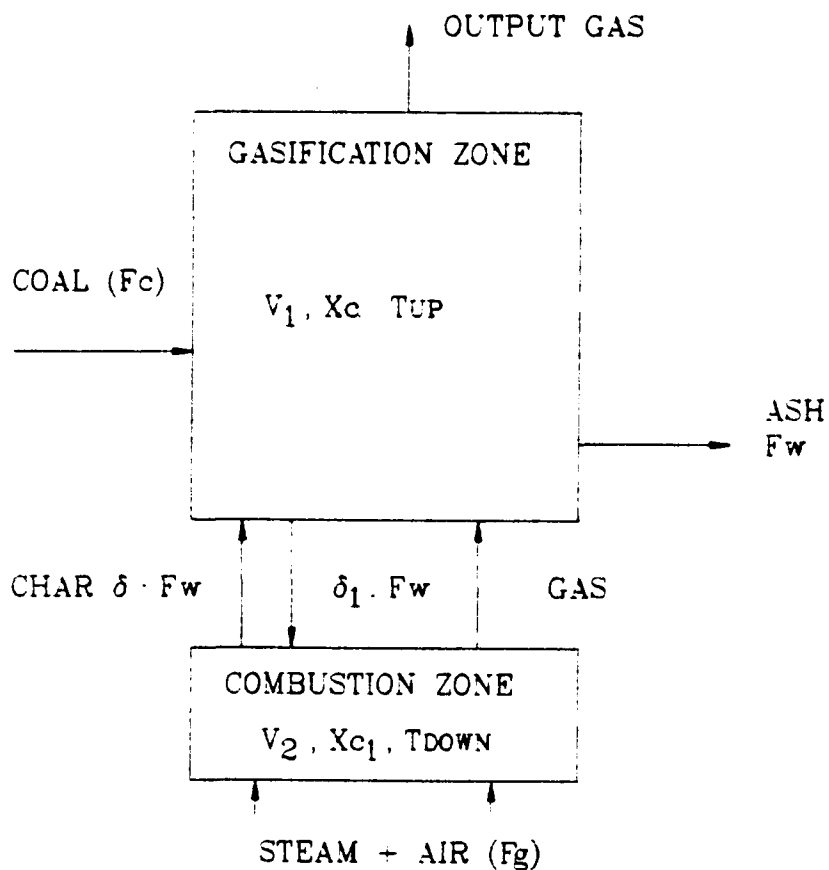 OUTPUT GAS
GASIFICATION ZONE
COAL (Fc)
V₁, Xc TUP
ASH
Fw
CHAR δ · Fw
δ₁. Fw
GAS
COMBUSTION ZONE
V₂, Xc₁, TDOWN
STEAM + AIR (Fg)